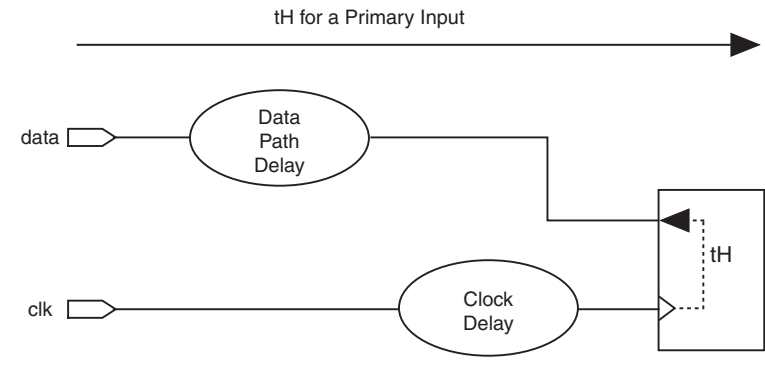 tH for a Primary Input
data
Data
Path
Delay
tH
clk
Clock
Delay